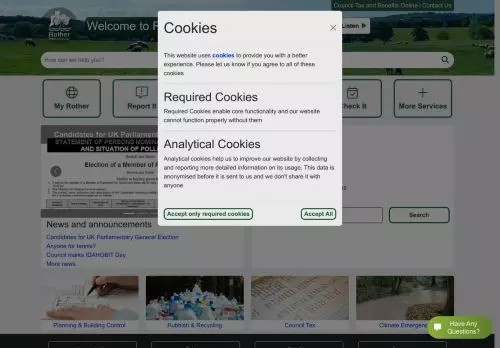 Council Tax and Benefits Online | Contact Us
Rother
Welcome to R
Listen
How can we help you?
My Rother
Report It
Check It
More Services
Cookies
×
This website uses cookies to provide you with a better
experience. Please let us know if you agree to all of these
cookies
Required Cookies
Required Cookies enable core functionality and our website
cannot function properly without them
Analytical Cookies
Analytical cookies help us to improve our website by collecting
and reporting more detailed information on its usage. This data is
anonymised before it is sent to us and we don't share it with
anyone
Accept only required cookies
Accept All
Candidates for UK Parliamentary
STATEMENT OF PERSONS NOMINA
AND SITUATION OF POLL
Election of a Member of
Search
News and announcements
Candidates for UK Parliamentary General Election
Anyone for tennis?
Council marks IDAHOBIT Day
More news
Planning & Building Control
Rubbish & Recycling
Council Tax
Climate Emergen
Have Any
Questions?